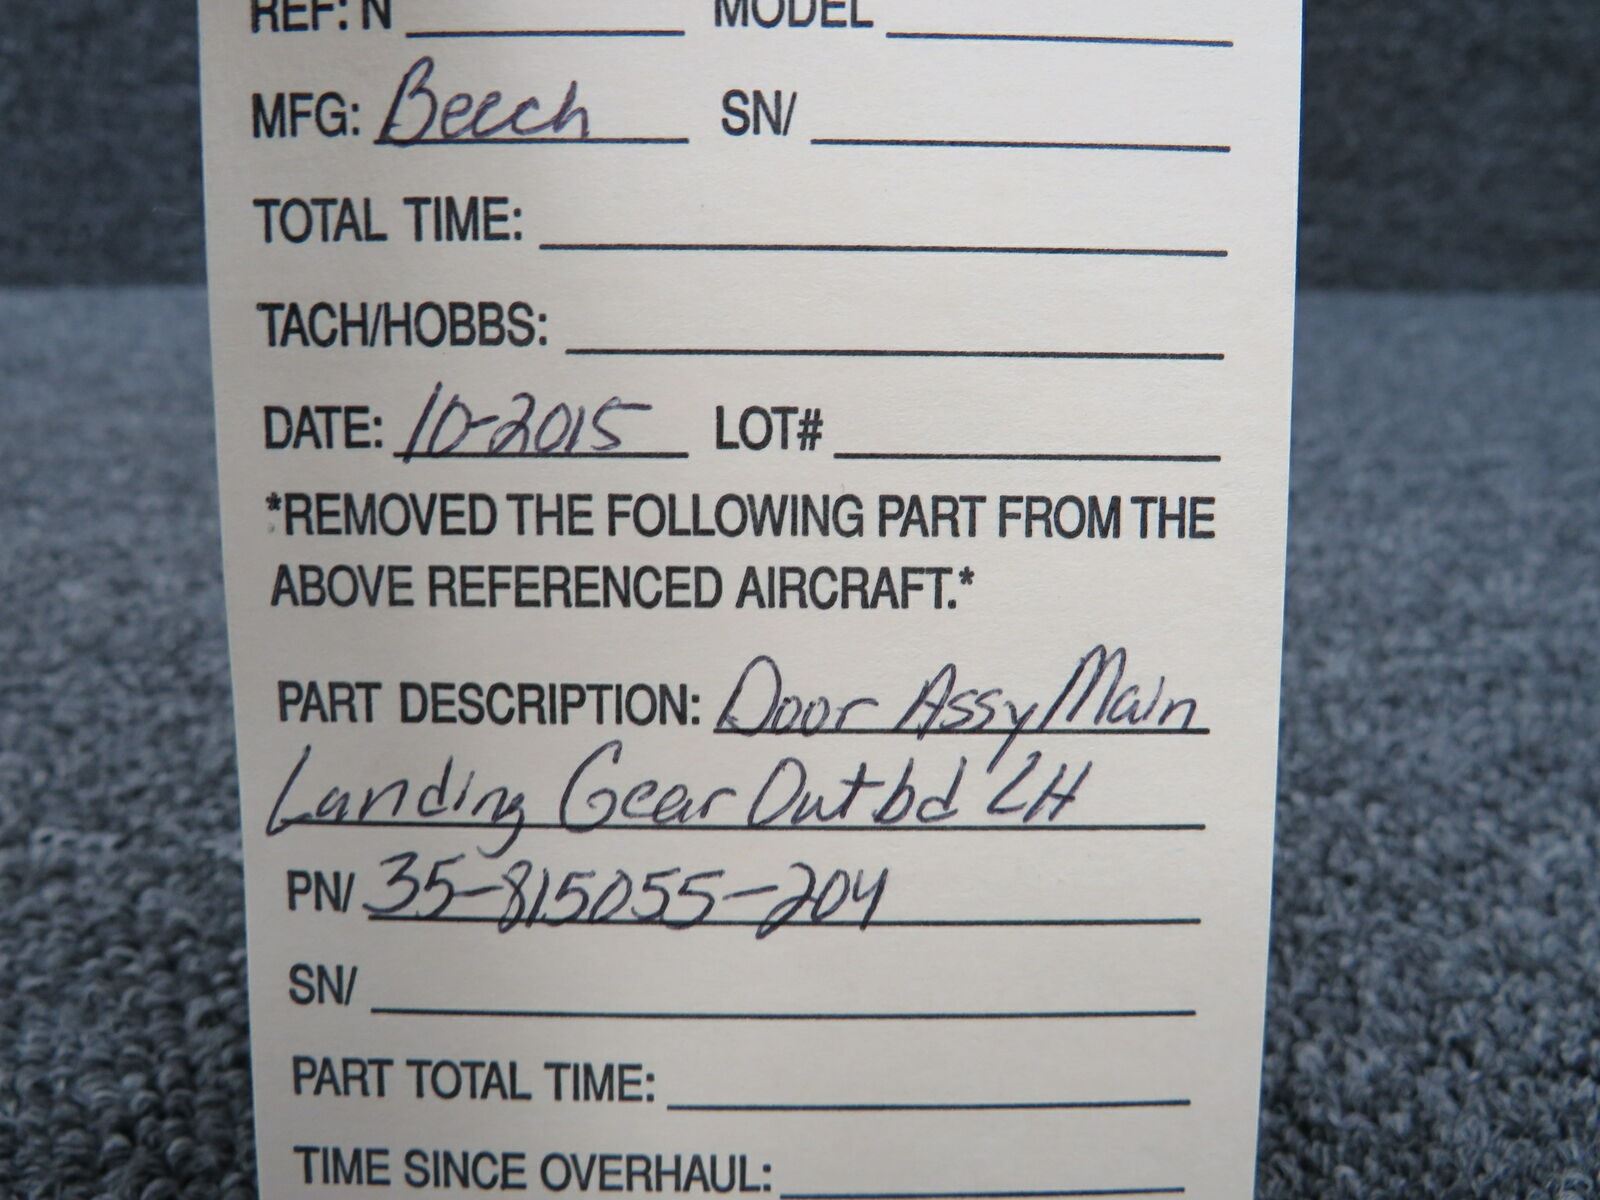 REF: N MODEL
MFG: Beech SN/
TOTAL TIME:
TACH/HOBBS:
DATE: 10-2015 LOT#
*REMOVED THE FOLLOWING PART FROM THE
ABOVE REFERENCED AIRCRAFT.*
PART DESCRIPTION: Door Assy Main
Landing Gear Outbd LH
PN/ 35-815055-204
SN/
PART TOTAL TIME:
TIME SINCE OVERHAUL: